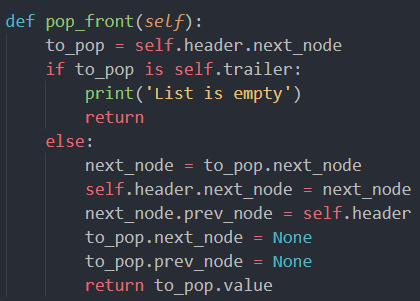 def pop_front(self):
    to_pop = self.header.next_node
    if to_pop is self.trailer:
        print('List is empty')
        return
    else:
        next_node = to_pop.next_node
        self.header.next_node = next_node
        next_node.prev_node = self.header
        to_pop.next_node = None
        to_pop.prev_node = None
        return to_pop.value